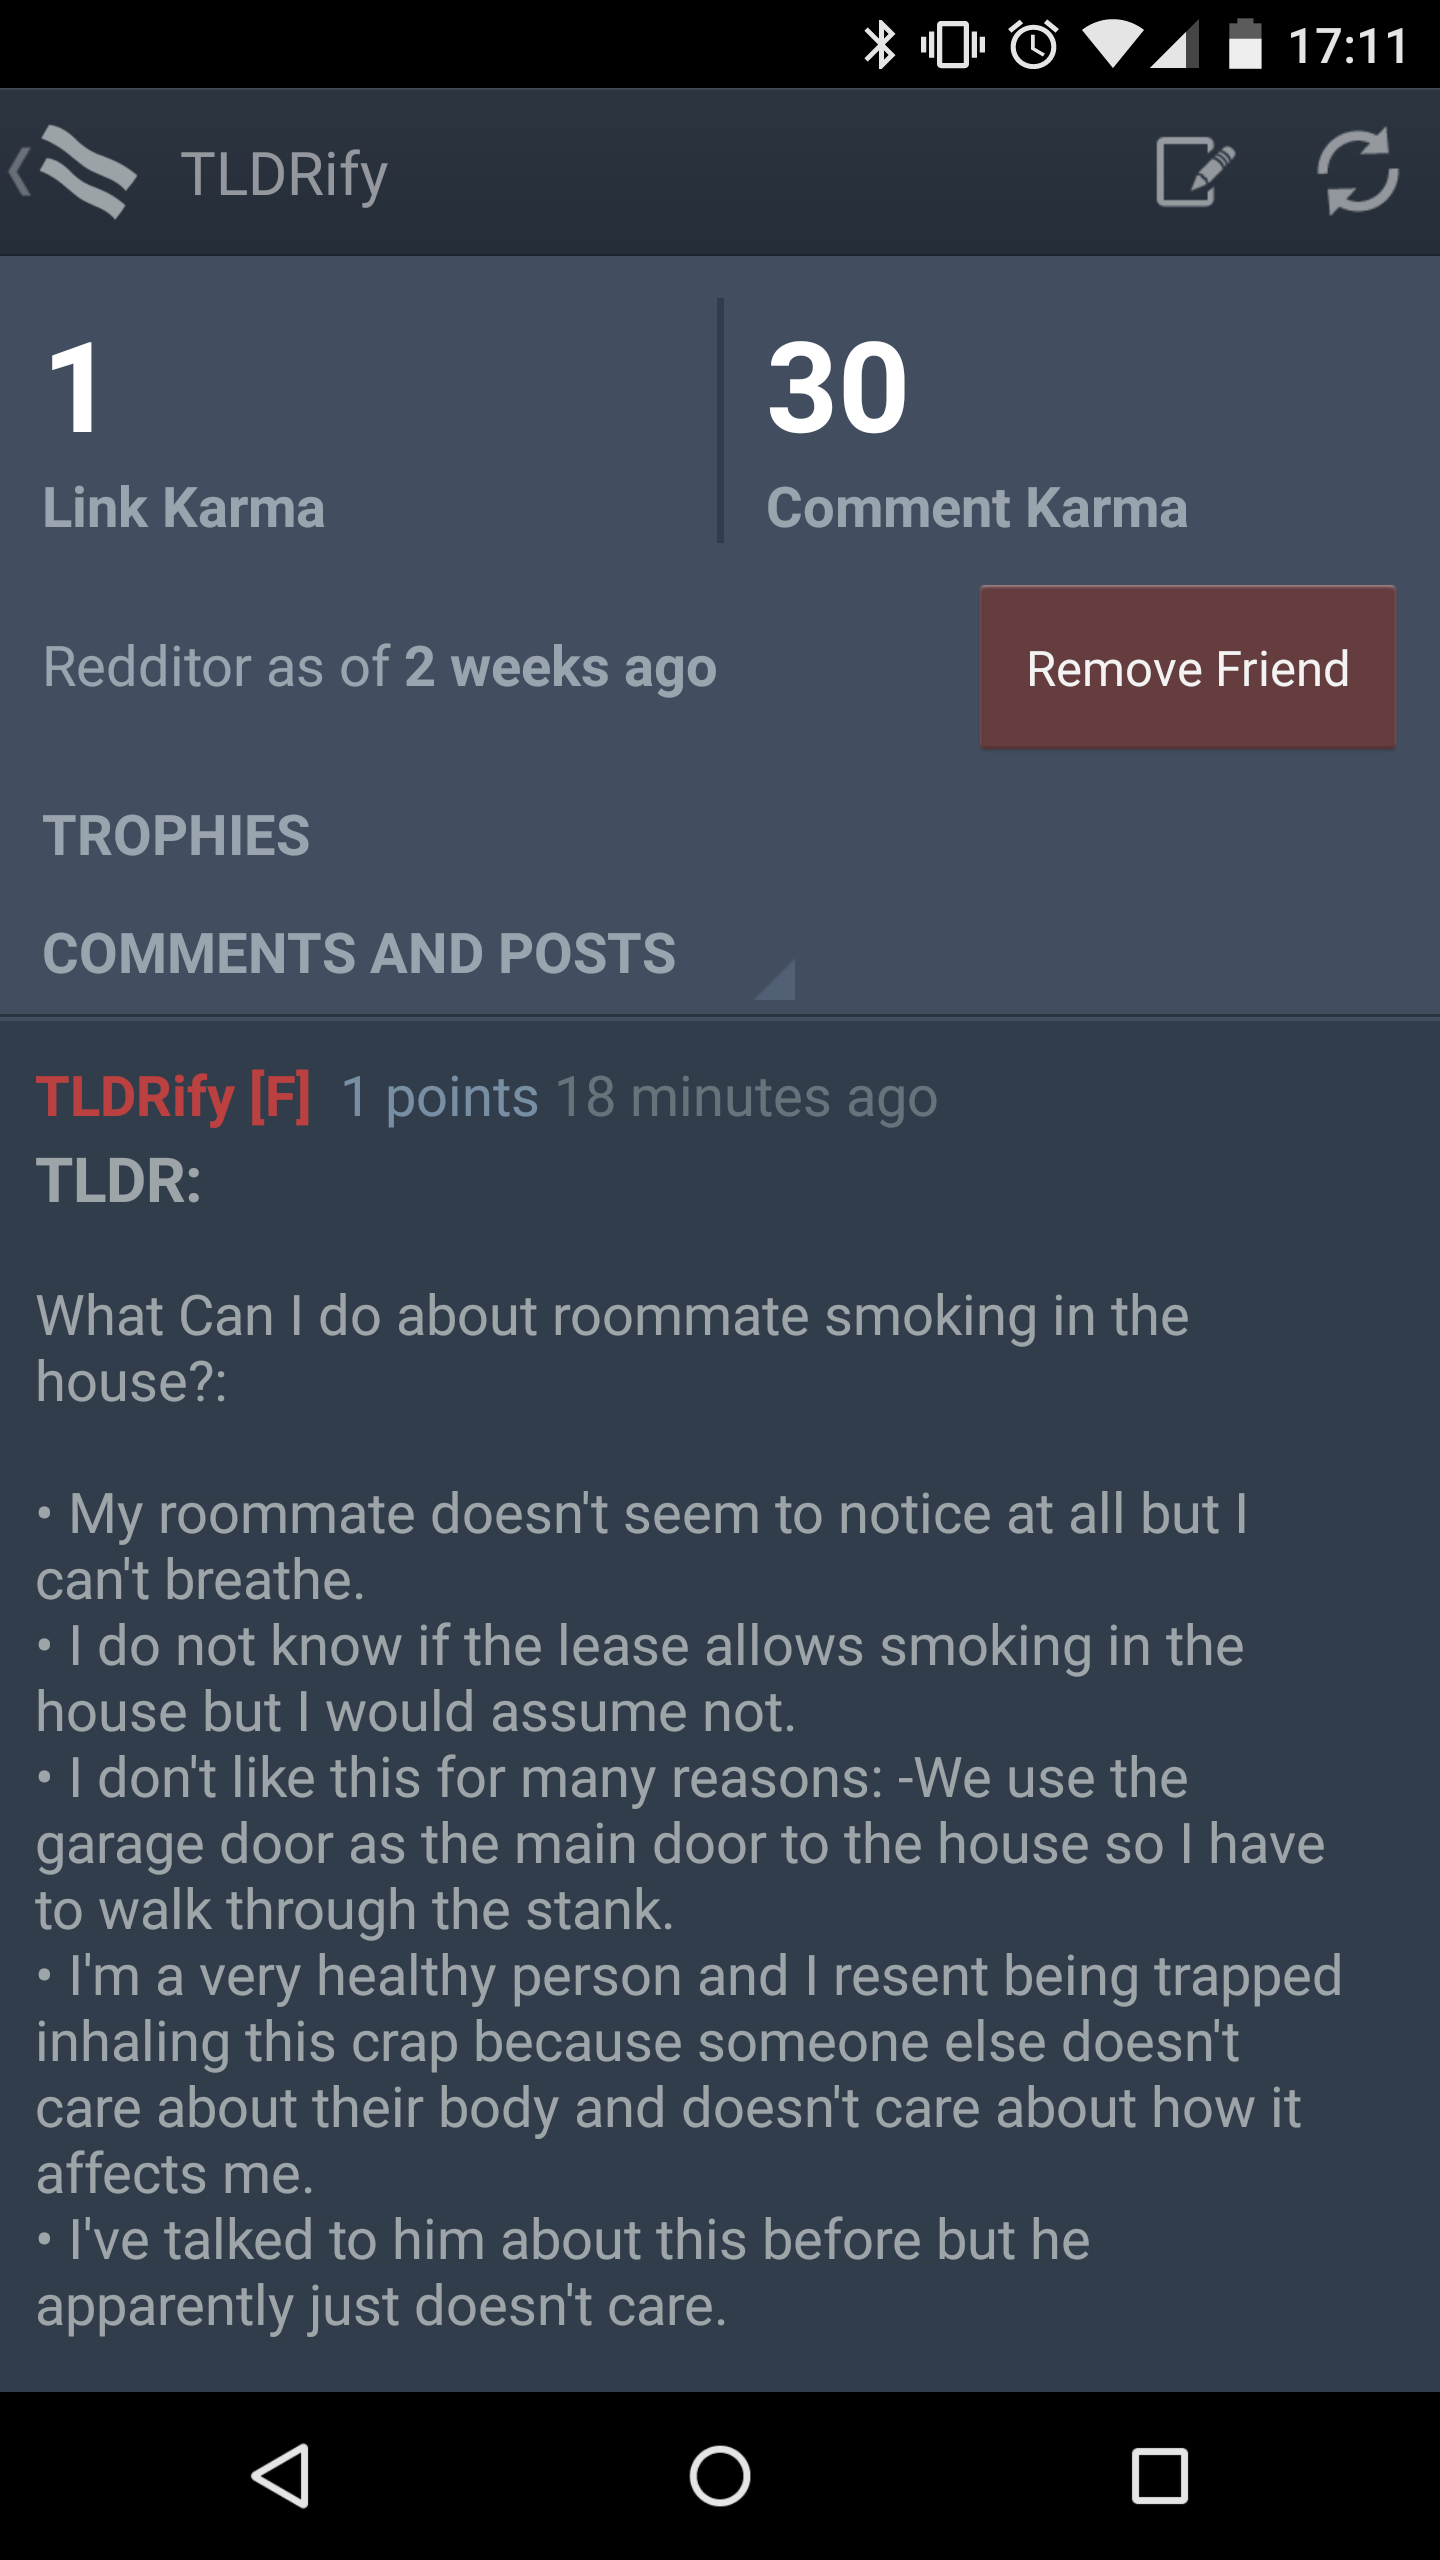 17:11
TLDRify
1
30
Link Karma
Comment Karma
Redditor as of 2 weeks ago
Remove Friend
TROPHIES
COMMENTS AND POSTS
TLDRify [F] 1 points 18 minutes ago
TLDR:
What Can I do about roommate smoking in the
house?:
• My roommate doesn't seem to notice at all but I
can't breathe.
• I do not know if the lease allows smoking in the
house but I would assume not.
• I don't like this for many reasons: -We use the
garage door as the main door to the house so I have
to walk through the stank.
• I'm a very healthy person and I resent being trapped
inhaling this crap because someone else doesn't
care about their body and doesn't care about how it
affects me.
• I've talked to him about this before but he
apparently just doesn't care.